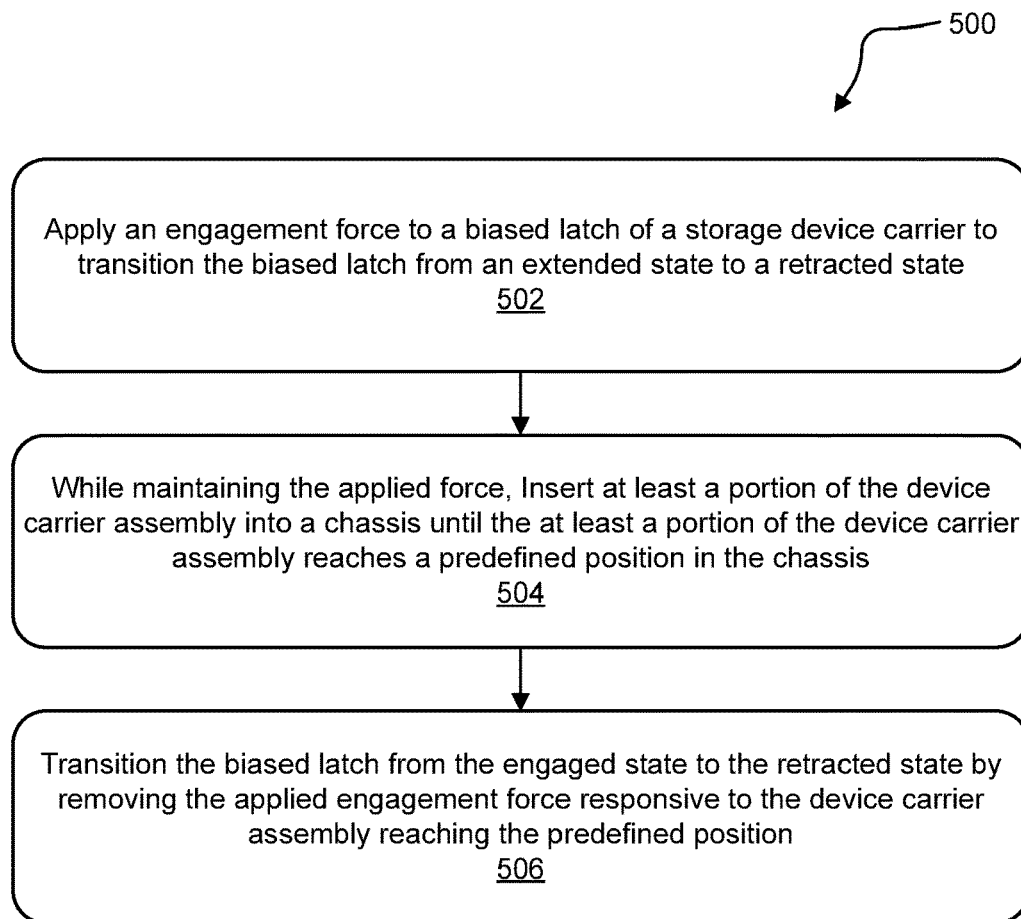 500
Apply an engagement force to a biased latch of a storage device carrier to
transition the biased latch from an extended state to a retracted state
502
While maintaining the applied force, Insert at least a portion of the device
carrier assembly into a chassis until the at least a portion of the device carrier
assembly reaches a predefined position in the chassis
504
Transition the biased latch from the engaged state to the retracted state by
removing the applied engagement force responsive to the device carrier
assembly reaching the predefined position
506